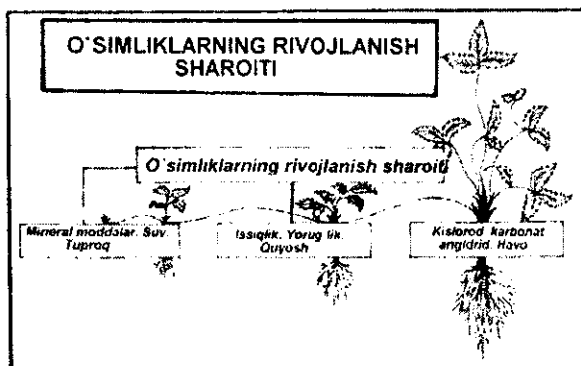 O`SIMLIKLARNING RIVOJLANISH
SHAROITI
O`simliklarning rivojlanish sharoiti
Mineral moddalar. Suv.
Tuproq
Issiqlik. Yorug`lik.
Quyosh
Kislorod karbonat
angidrid. Havo